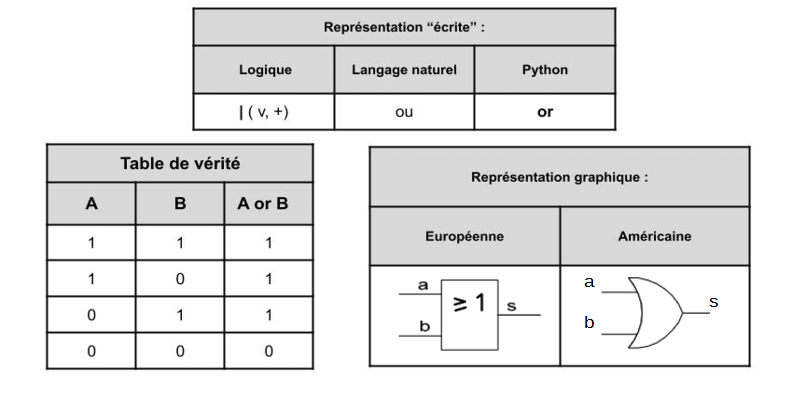 Représentation “écrite” :
Logique Langage naturel Python
| ( v, +) ou or
Table de vérité
A B A or B
1 1 1
1 0 1
0 1 1
0 0 0
Représentation graphique :
Européenne Américaine
a
b
≥ 1
s
a
b
s